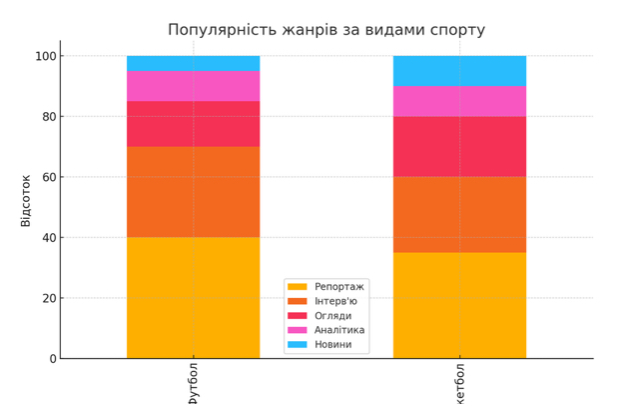 Популярність жанрів за видами спорту
100
80
60
40
20
0
Відсоток
Репортаж
Інтерв'ю
Огляди
Аналітика
Новини
Футбол
кетбол